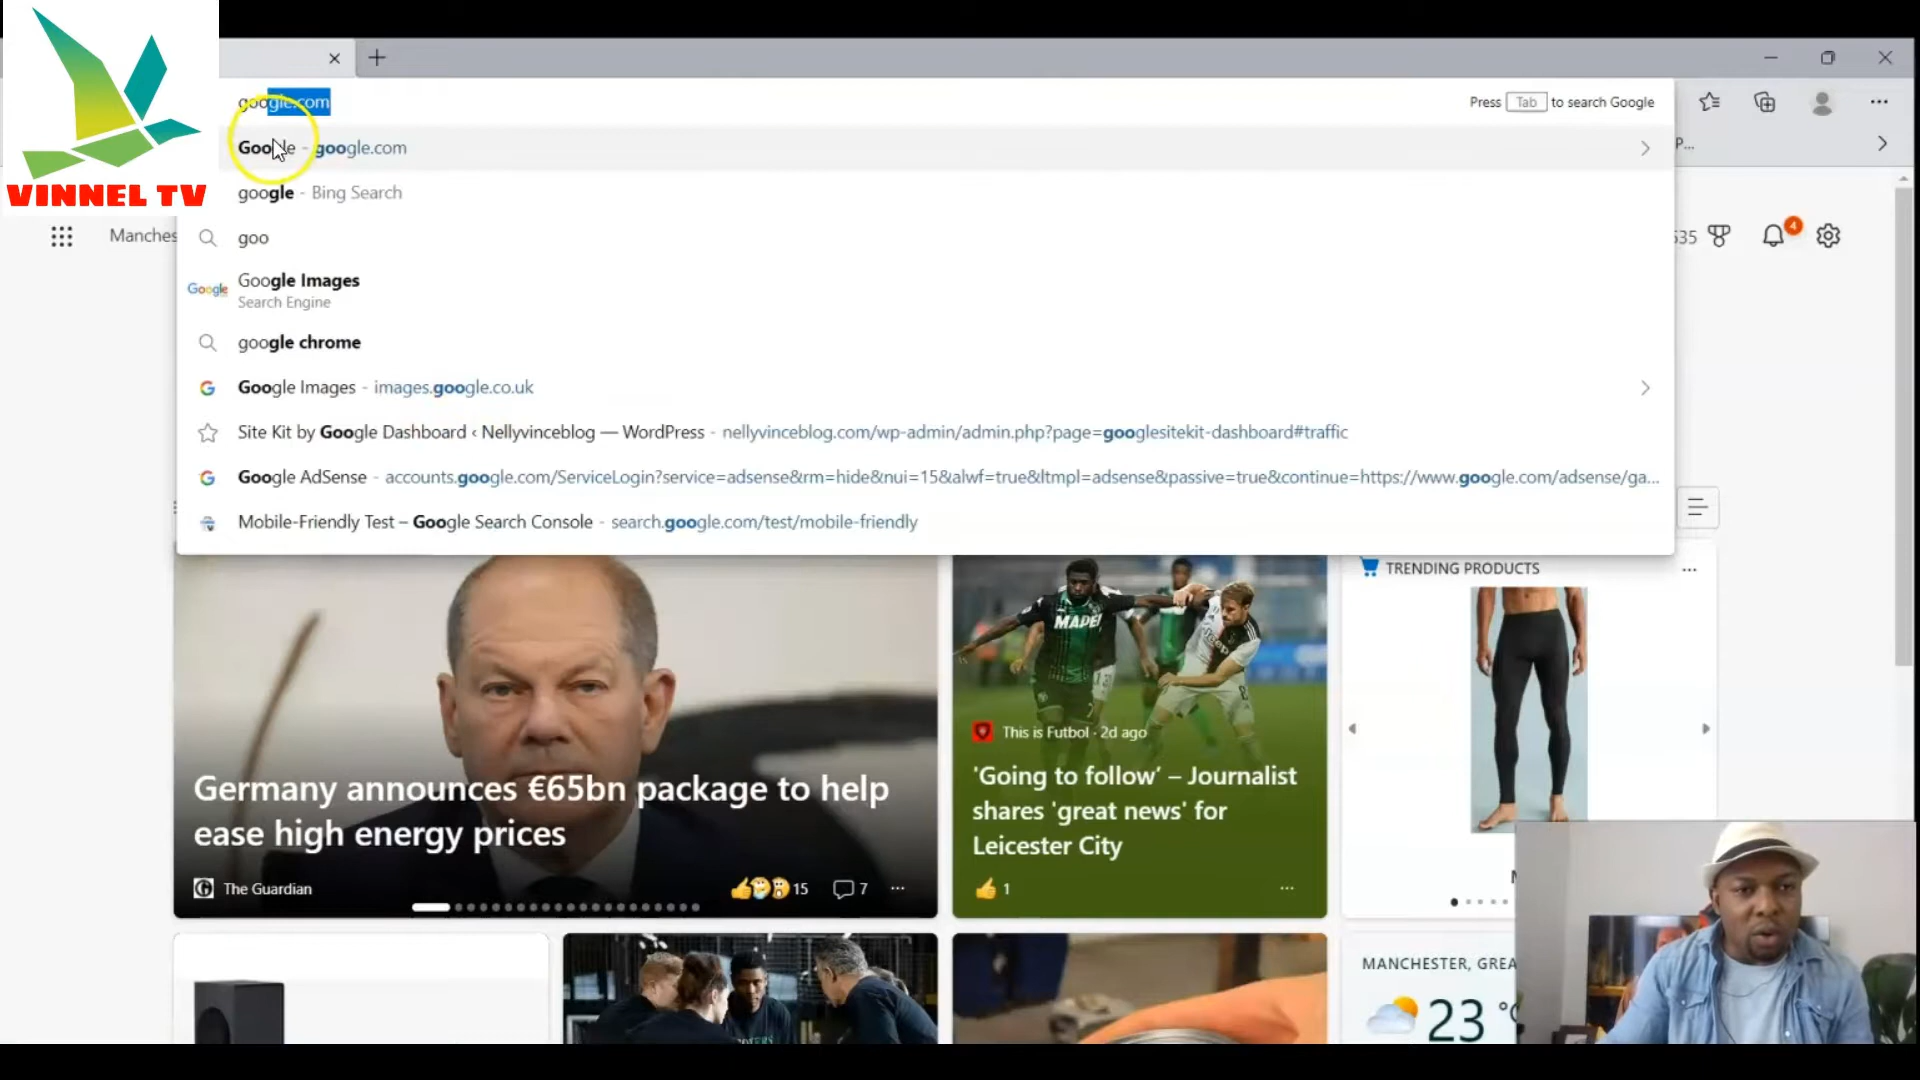 google.com
Press Tab to search Google
Google - google.com
P...
google - Bing Search
VINNEL TV
Manches
goo
4
Google Images
Search Engine
Google
google chrome
Google Images - images.google.co.uk
Site Kit by Google Dashboard ‹ Nellyvinceblog — WordPress - nellyvinceblog.com/wp-admin/admin.php?page=googlesitekit-dashboard#traffic
Google AdSense - accounts.google.com/ServiceLogin?service=adsense&rm=hide&nui=15&alwf=true&ltmpl=adsense&passive=true&continue=https://www.google.com/adsense/ga...
Mobile-Friendly Test – Google Search Console - search.google.com/test/mobile-friendly
TRENDING PRODUCTS
MAPEI
Jeep
Germany announces €65bn package to help
ease high energy prices
The Guardian
15
7
This is Futbol · 2d ago
'Going to follow' – Journalist
shares 'great news' for
Leicester City
1
MANCHESTER, GREA
23 °C